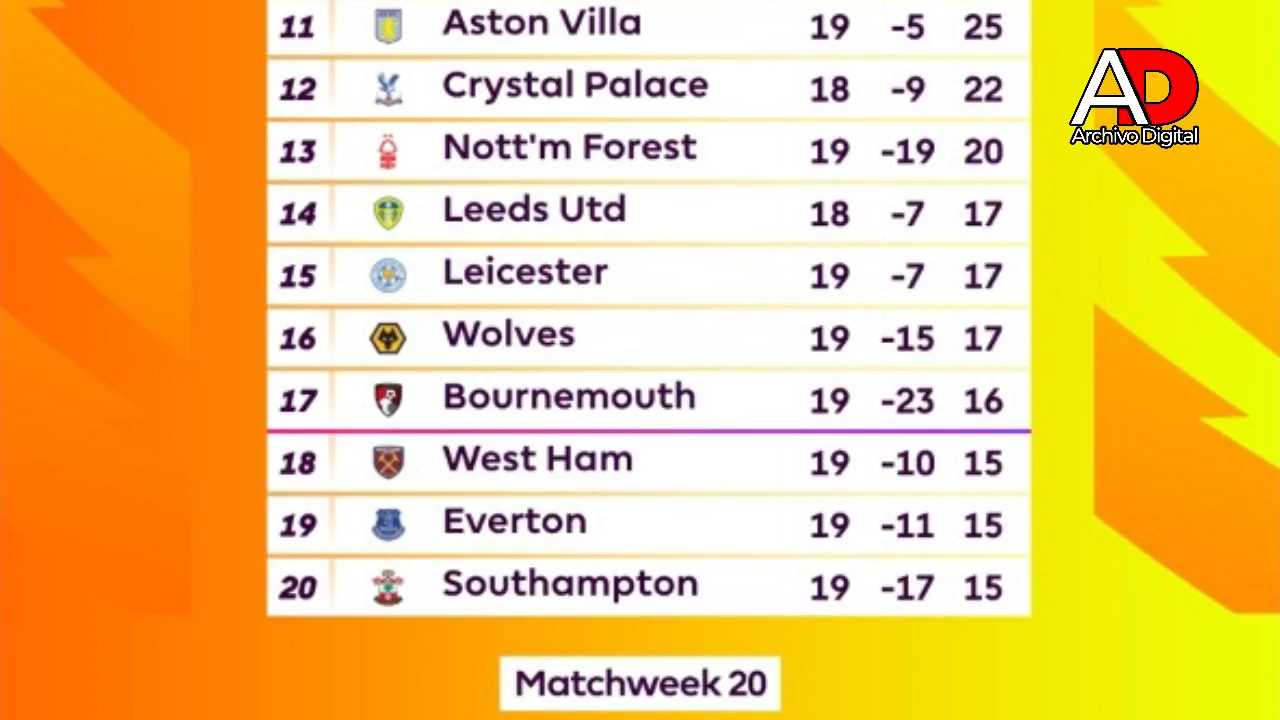 11 Aston Villa 19 -5 25
AD
12 Crystal Palace 18 -9 22
Archivo Digital
13 Nott'm Forest 19 -19 20
14 Leeds Utd 18 -7 17
15 Leicester 19 -7 17
16 Wolves 19 -15 17
17 Bournemouth 19 -23 16
18 West Ham 19 -10 15
19 Everton 19 -11 15
20 Southampton 19 -17 15
Matchweek 20